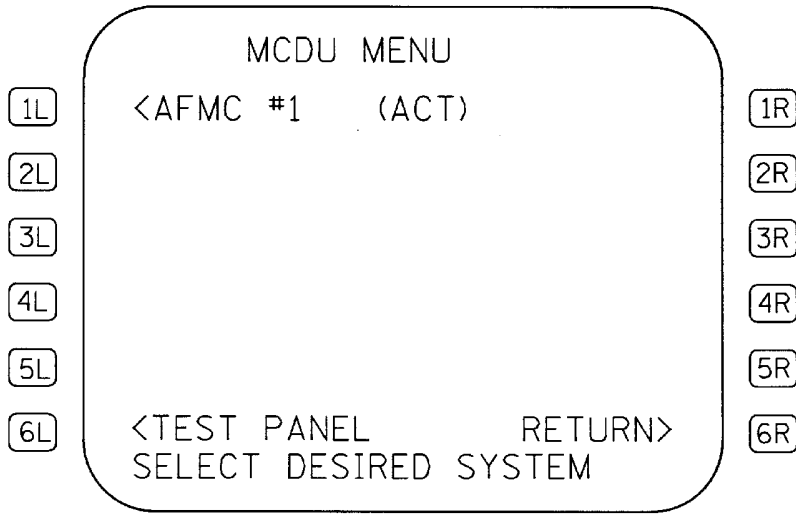 MCDU MENU
1L <AFMC #1 (ACT) 1R
2L 2R
3L 3R
4L 4R
5L 5R
6L <TEST PANEL RETURN> 6R
SELECT DESIRED SYSTEM